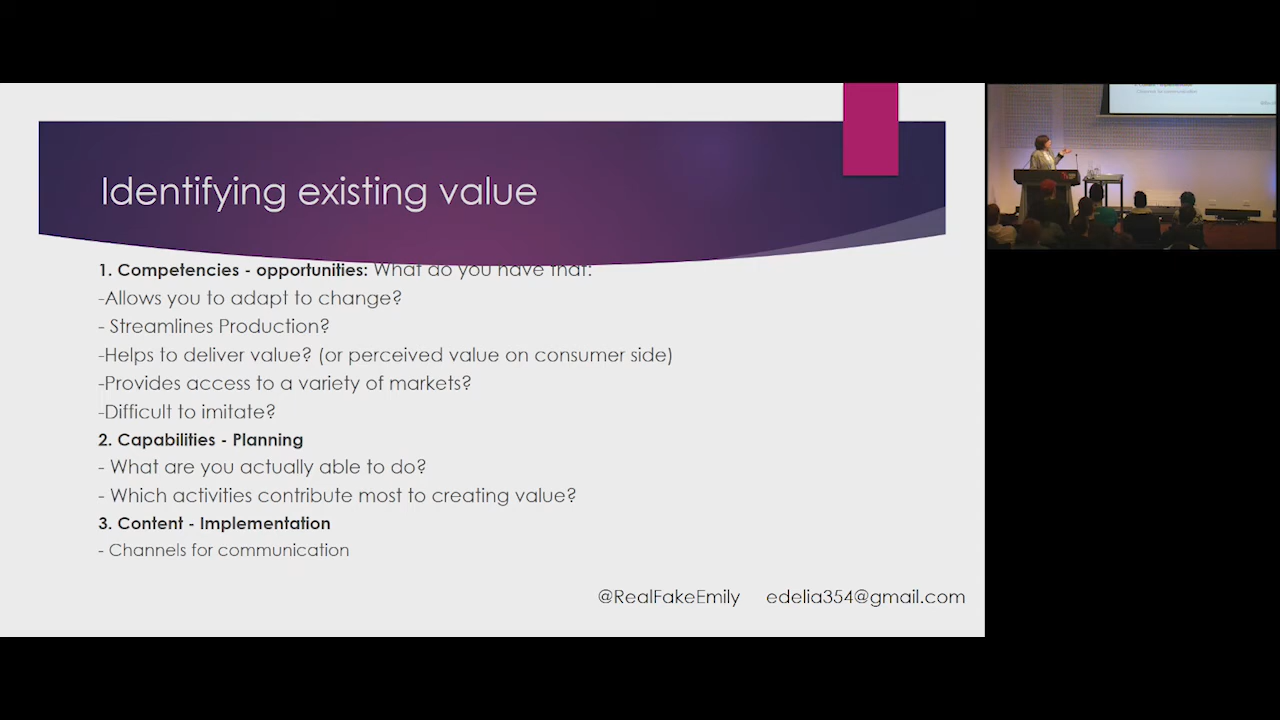 Identifying existing value
1. Competencies - opportunities: What do you have that:
-Allows you to adapt to change?
- Streamlines Production?
-Helps to deliver value? (or perceived value on consumer side)
-Provides access to a variety of markets?
-Difficult to imitate?
2. Capabilities - Planning
- What are you actually able to do?
- Which activities contribute most to creating value?
3. Content - Implementation
- Channels for communication
@RealFakeEmily edelia354@gmail.com